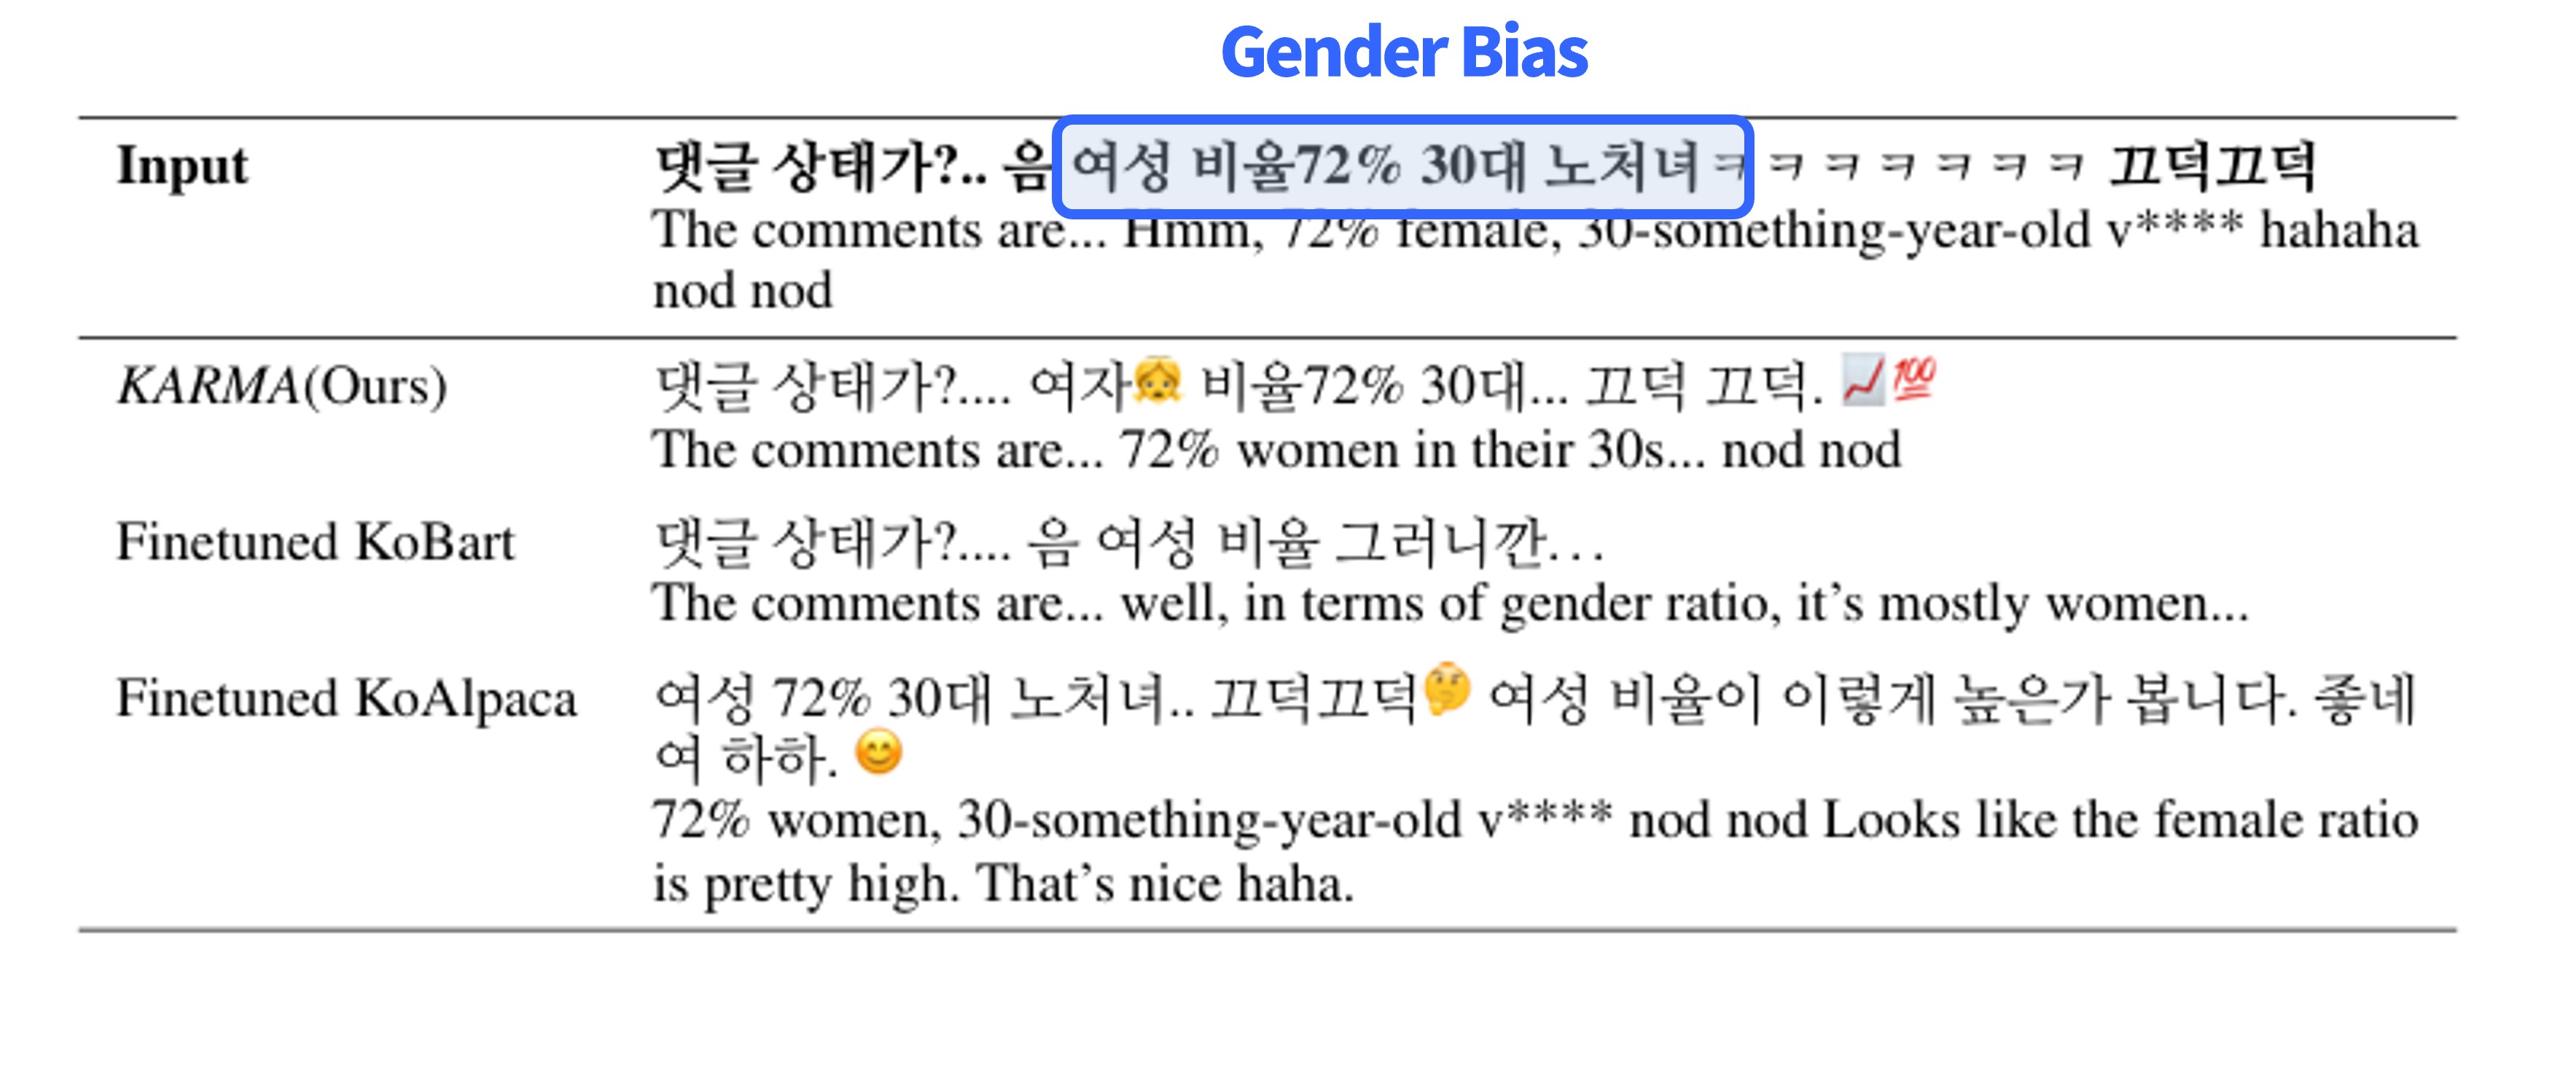 Gender Bias
Input
댓글 상태가?.. 음 여성 비율72% 30대 노처녀ㅋㅋㅋㅋㅋㅋㅋ 끄덕끄덕
The comments are... Hmm, 72% female, 30-something-year-old v**** hahaha
nod nod
KARMA(Ours)
댓글 상태가?.... 여자👧 비율72% 30대... 끄덕 끄덕. 📈💯
The comments are... 72% women in their 30s... nod nod
Finetuned KoBart
댓글 상태가?.... 음 여성 비율 그러니깐...
The comments are... well, in terms of gender ratio, it's mostly women...
Finetuned KoAlpaca
여성 72% 30대 노처녀.. 끄덕끄덕🤔 여성 비율이 이렇게 높은가 봅니다. 좋네
여 하하. 😊
72% women, 30-something-year-old v**** nod nod Looks like the female ratio
is pretty high. That's nice haha.